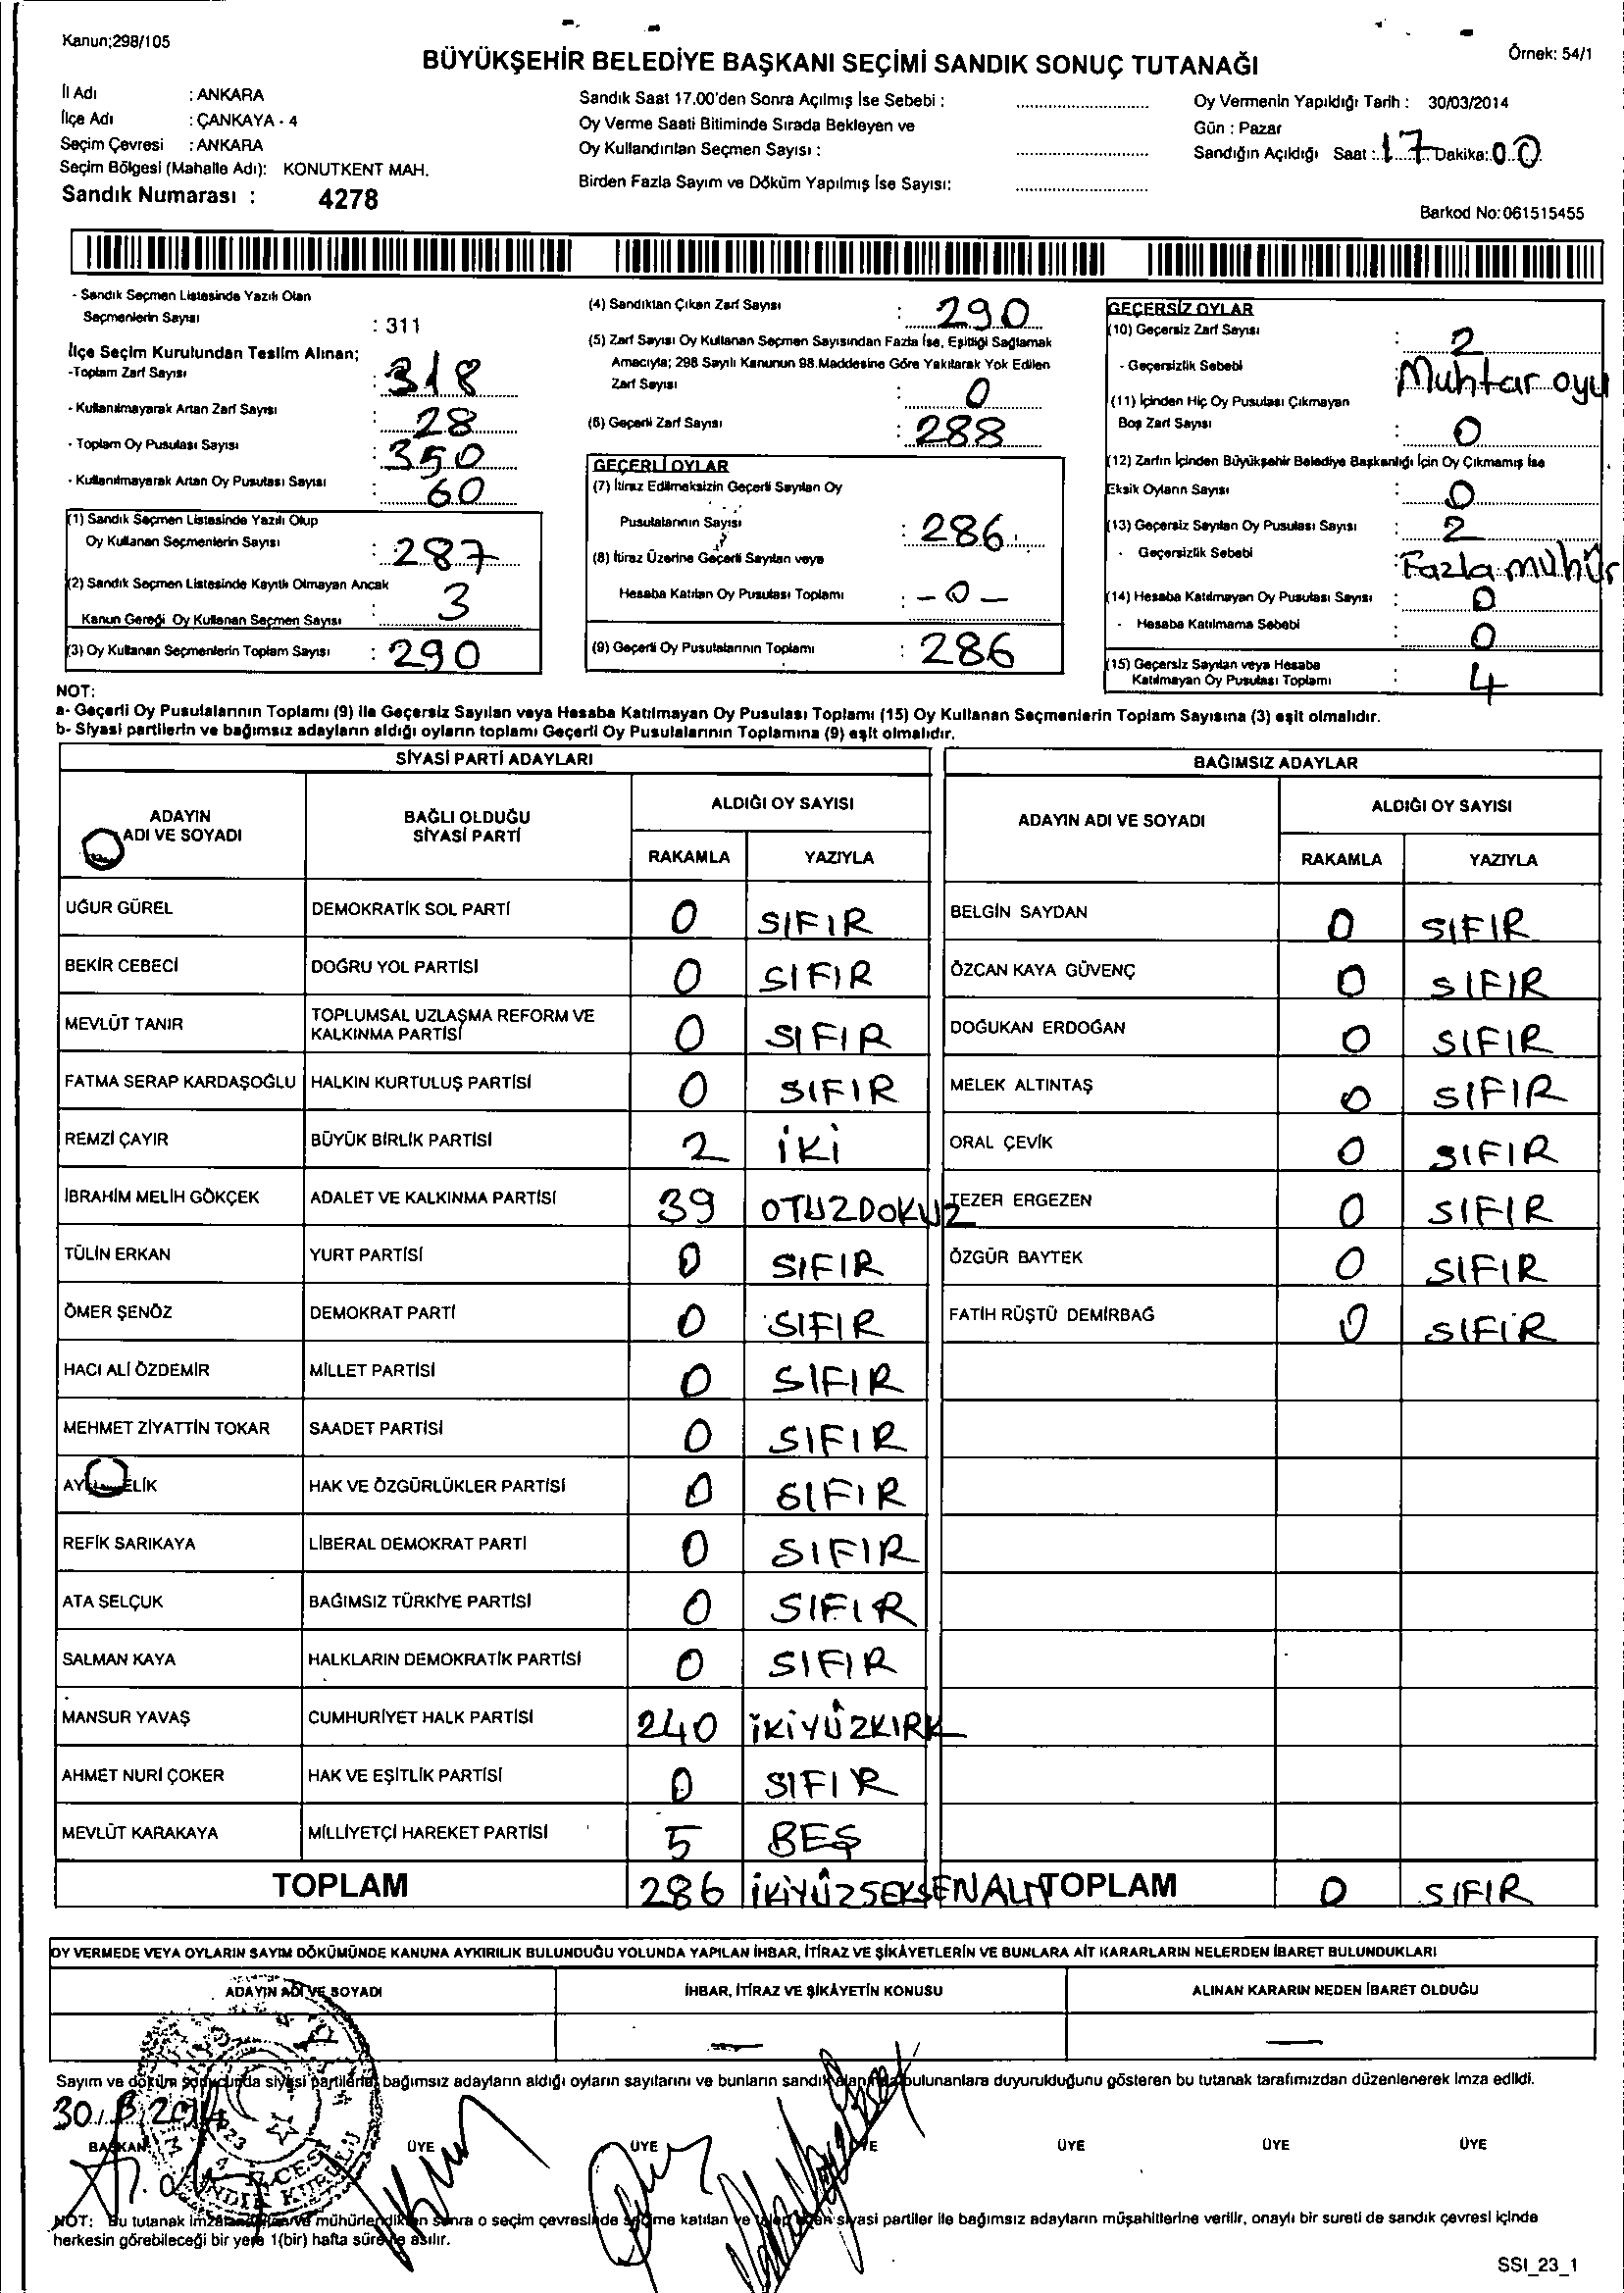 Kanun;298/105
Örnek: 54/1
BÜYÜKŞEHİR BELEDİYE BAŞKANI SEÇİMİ SANDIK SONUÇ TUTANAĞI
İl Adı : ANKARA
İlçe Adı : ÇANKAYA - 4
Seçim Çevresi : ANKARA
Seçim Bölgesi (Mahalle Adı): KONUTKENT MAH.
Sandık Numarası : 4278
Sandık Saat 17.00'den Sonra Açılmış İse Sebebi :
Oy Verme Saati Bitiminde Sırada Bekleyen ve
Oy Kullandırılan Seçmen Sayısı :
Birden Fazla Sayım ve Döküm Yapılmış İse Sayısı:
Oy Vermenin Yapıldığı Tarih : 30/03/2014
Gün : Pazar
Sandığın Açıldığı Saat : 17 Dakika: 00
Barkod No:061515455
- Sandık Seçmen Listesinde Yazılı Olan
Seçmenlerin Sayısı : 311
İlçe Seçim Kurulundan Teslim Alınan;
-Toplam Zarf Sayısı : 318
- Kullanılmayarak Artan Zarf Sayısı : 28
- Toplam Oy Pusulası Sayısı : 350
- Kullanılmayarak Artan Oy Pusulası Sayısı : 60
(1) Sandık Seçmen Listesinde Yazılı Olup
Oy Kullanan Seçmenlerin Sayısı : 287
(2) Sandık Seçmen Listesinde Kayıtlı Olmayan Ancak
Kanun Gereği Oy Kullanan Seçmen Sayısı : 3
(3) Oy Kullanan Seçmenlerin Toplam Sayısı : 290
(4) Sandıktan Çıkan Zarf Sayısı : 290
(5) Zarf Sayısı Oy Kullanan Seçmen Sayısından Fazla İse, Eşitliği Sağlamak
Amacıyla; 298 Sayılı Kanunun 98.Maddesine Göre Yakılarak Yok Edilen
Zarf Sayısı : 0
(6) Geçerli Zarf Sayısı : 288
GEÇERLİ OYLAR
(7) İtiraz Edilmeksizin Geçerli Sayılan Oy
Pusulalarının Sayısı : 286
(8) İtiraz Üzerine Geçerli Sayılan veya
Hesaba Katılan Oy Pusulası Toplamı : - 0 -
(9) Geçerli Oy Pusulalarının Toplamı : 286
GEÇERSİZ OYLAR
(10) Geçersiz Zarf Sayısı : 2
- Geçersizlik Sebebi : Muhtar oyu
(11) İçinden Hiç Oy Pusulası Çıkmayan
Boş Zarf Sayısı : 0
(12) Zarfın İçinden Büyükşehir Belediye Başkanlığı İçin Oy Çıkmamış İse
Eksik Oyların Sayısı : 0
(13) Geçersiz Sayılan Oy Pusulası Sayısı : 2
- Geçersizlik Sebebi : Fazla mühür
(14) Hesaba Katılmayan Oy Pusulası Sayısı : 0
- Hesaba Katılmama Sebebi : 0
(15) Geçersiz Sayılan veya Hesaba
Katılmayan Oy Pusulası Toplamı : 4
NOT:
a- Geçerli Oy Pusulalarının Toplamı (9) ile Geçersiz Sayılan veya Hesaba Katılmayan Oy Pusulası Toplamı (15) Oy Kullanan Seçmenlerin Toplam Sayısına (3) eşit olmalıdır.
b- Siyasi partilerin ve bağımsız adayların aldığı oyların toplamı Geçerli Oy Pusulalarının Toplamına (9) eşit olmalıdır.
SİYASİ PARTİ ADAYLARI
ADAYIN ADI VE SOYADI
BAĞLI OLDUĞU SİYASİ PARTİ
ALDIĞI OY SAYISI
RAKAMLA YAZIYLA
UĞUR GÜREL DEMOKRATİK SOL PARTİ 0 SIFIR
BEKİR CEBECİ DOĞRU YOL PARTİSİ 0 SIFIR
MEVLÜT TANIR TOPLUMSAL UZLAŞMA REFORM VE KALKINMA PARTİSİ 0 SIFIR
FATMA SERAP KARDAŞOĞLU HALKIN KURTULUŞ PARTİSİ 0 SIFIR
REMZİ ÇAYIR BÜYÜK BİRLİK PARTİSİ 2 İKİ
İBRAHİM MELİH GÖKÇEK ADALET VE KALKINMA PARTİSİ 39 OTUZDOKUZ
TÜLİN ERKAN YURT PARTİSİ 0 SIFIR
ÖMER ŞENÖZ DEMOKRAT PARTİ 0 SIFIR
HACI ALİ ÖZDEMİR MİLLET PARTİSİ 0 SIFIR
MEHMET ZİYATTİN TOKAR SAADET PARTİSİ 0 SIFIR
HAK VE ÖZGÜRLÜKLER PARTİSİ 0 SIFIR
REFİK SARIKAYA LİBERAL DEMOKRAT PARTİ 0 SIFIR
ATA SELÇUK BAĞIMSIZ TÜRKİYE PARTİSİ 0 SIFIR
SALMAN KAYA HALKLARIN DEMOKRATİK PARTİSİ 0 SIFIR
MANSUR YAVAŞ CUMHURİYET HALK PARTİSİ 240 İKİYÜZKIRK
AHMET NURİ ÇOKER HAK VE EŞİTLİK PARTİSİ 0 SIFIR
MEVLÜT KARAKAYA MİLLİYETÇİ HAREKET PARTİSİ 5 BEŞ
TOPLAM 286 İKİYÜZSEKSENALTI
BAĞIMSIZ ADAYLAR
ADAYIN ADI VE SOYADI
ALDIĞI OY SAYISI
RAKAMLA YAZIYLA
BELGİN SAYDAN 0 SIFIR
ÖZCAN KAYA GÜVENÇ 0 SIFIR
DOĞUKAN ERDOĞAN 0 SIFIR
MELEK ALTINTAŞ 0 SIFIR
ORAL ÇEVİK 0 SIFIR
TEZER ERGEZEN 0 SIFIR
ÖZGÜR BAYTEK 0 SIFIR
FATİH RÜŞTÜ DEMİRBAĞ 0 SIFIR
TOPLAM 0 SIFIR
OY VERMEDE VEYA OYLARIN SAYIM DÖKÜMÜNDE KANUNA AYKIRILIK BULUNDUĞU YOLUNDA YAPILAN İHBAR, İTİRAZ VE ŞİKAYETLERİN VE BUNLARA AİT KARARLARIN NELERDEN İBARET BULUNDUKLARI
ADAYIN ADI VE SOYADI
İHBAR, İTİRAZ VE ŞİKAYETİN KONUSU
ALINAN KARARIN NEDEN İBARET OLDUĞU
Sayım ve döküm sonucunda siyasi partilerin, bağımsız adayların aldığı oyların sayılarını ve bunların sandık alanında bulunanlara duyurulduğunu gösteren bu tutanak tarafımızdan düzenlenerek imza edildi.
30.3.2014
BAŞKAN ÜYE ÜYE ÜYE ÜYE ÜYE ÜYE
NOT: Bu tutanak imzalandıktan ve mühürlendikten sonra o seçim çevresinde seçime katılan ve talep eden siyasi partiler ile bağımsız adayların müşahitlerine verilir, onaylı bir sureti de sandık çevresi içinde
herkesin görebileceği bir yere 1(bir) hafta süreyle asılır.
SSI_23_1